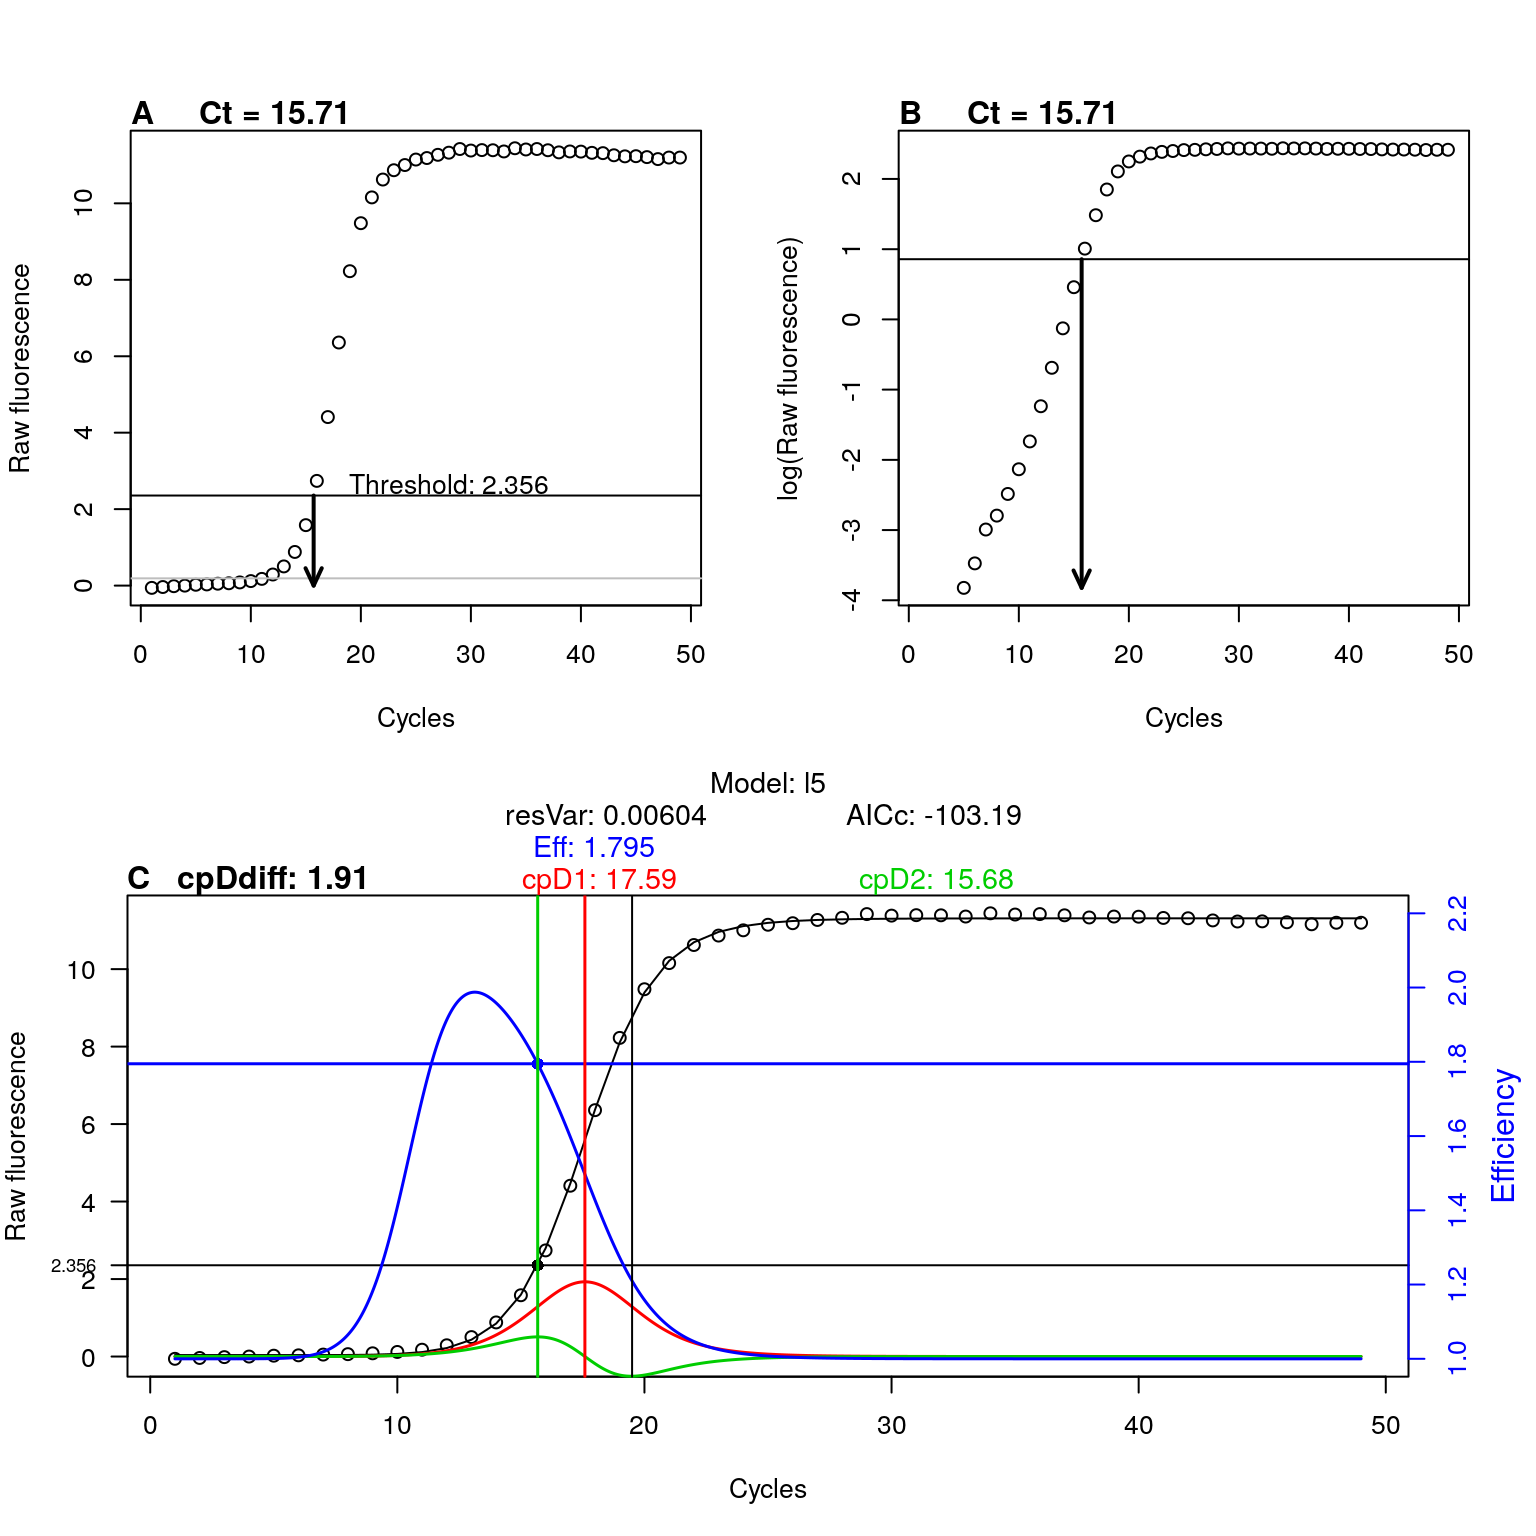 A Ct = 15.71
Raw fluorescence
0 2 4 6 8 10
Threshold: 2.356
0 10 20 30 40 50
Cycles
B Ct = 15.71
log(Raw fluorescence)
-4 -3 -2 -1 0 1 2
0 10 20 30 40 50
Cycles
Model: l5
resVar: 0.00604 AICc: -103.19
Eff: 1.795
C cpDdiff: 1.91 cpD1: 17.59 cpD2: 15.68
Raw fluorescence
10
8
6
4
2.356
2
0
1.0 1.2 1.4 1.6 1.8 2.0 2.2
Efficiency
0 10 20 30 40 50
Cycles